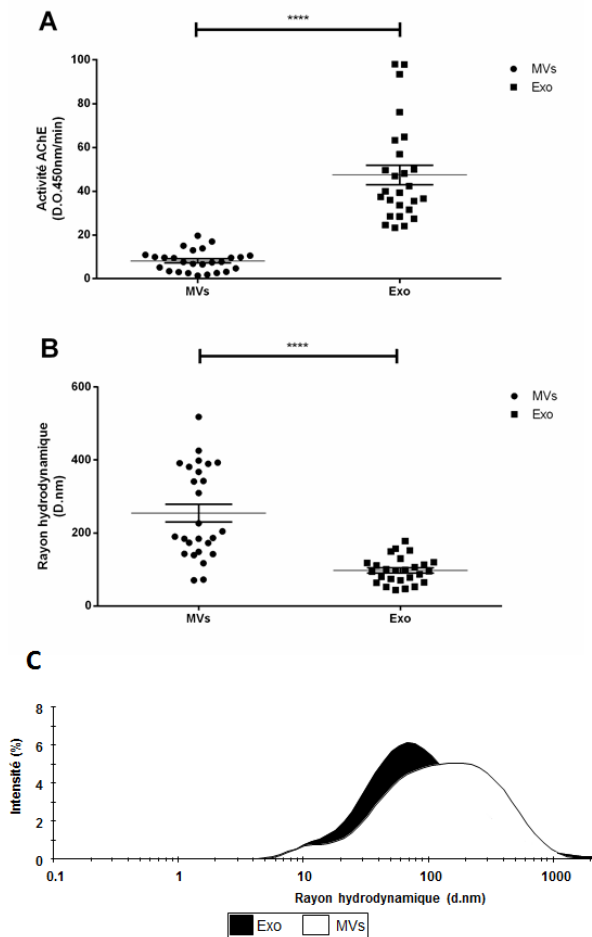 A
****
Activité AChE
(D.O.450nm/min)
100
80
60
40
20
0
MVs
Exo
MVs
Exo
B
****
Rayon hydrodynamique
(D.nm)
600
400
200
0
MVs
Exo
MVs
Exo
C
Intensité (%)
8
6
4
2
0
0.1
1
10
100
1000
Rayon hydrodynamique (d.nm)
Exo
MVs